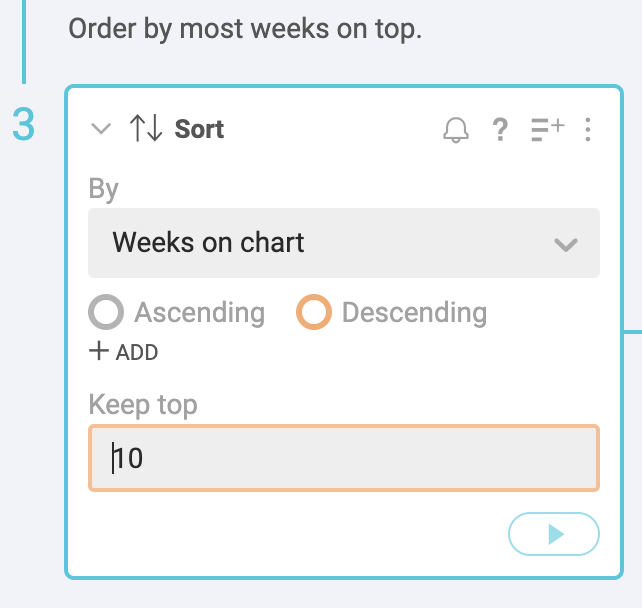 Order by most weeks on top.
3
Sort
?
By
Weeks on chart
Ascending
Descending
+ ADD
Keep top
10